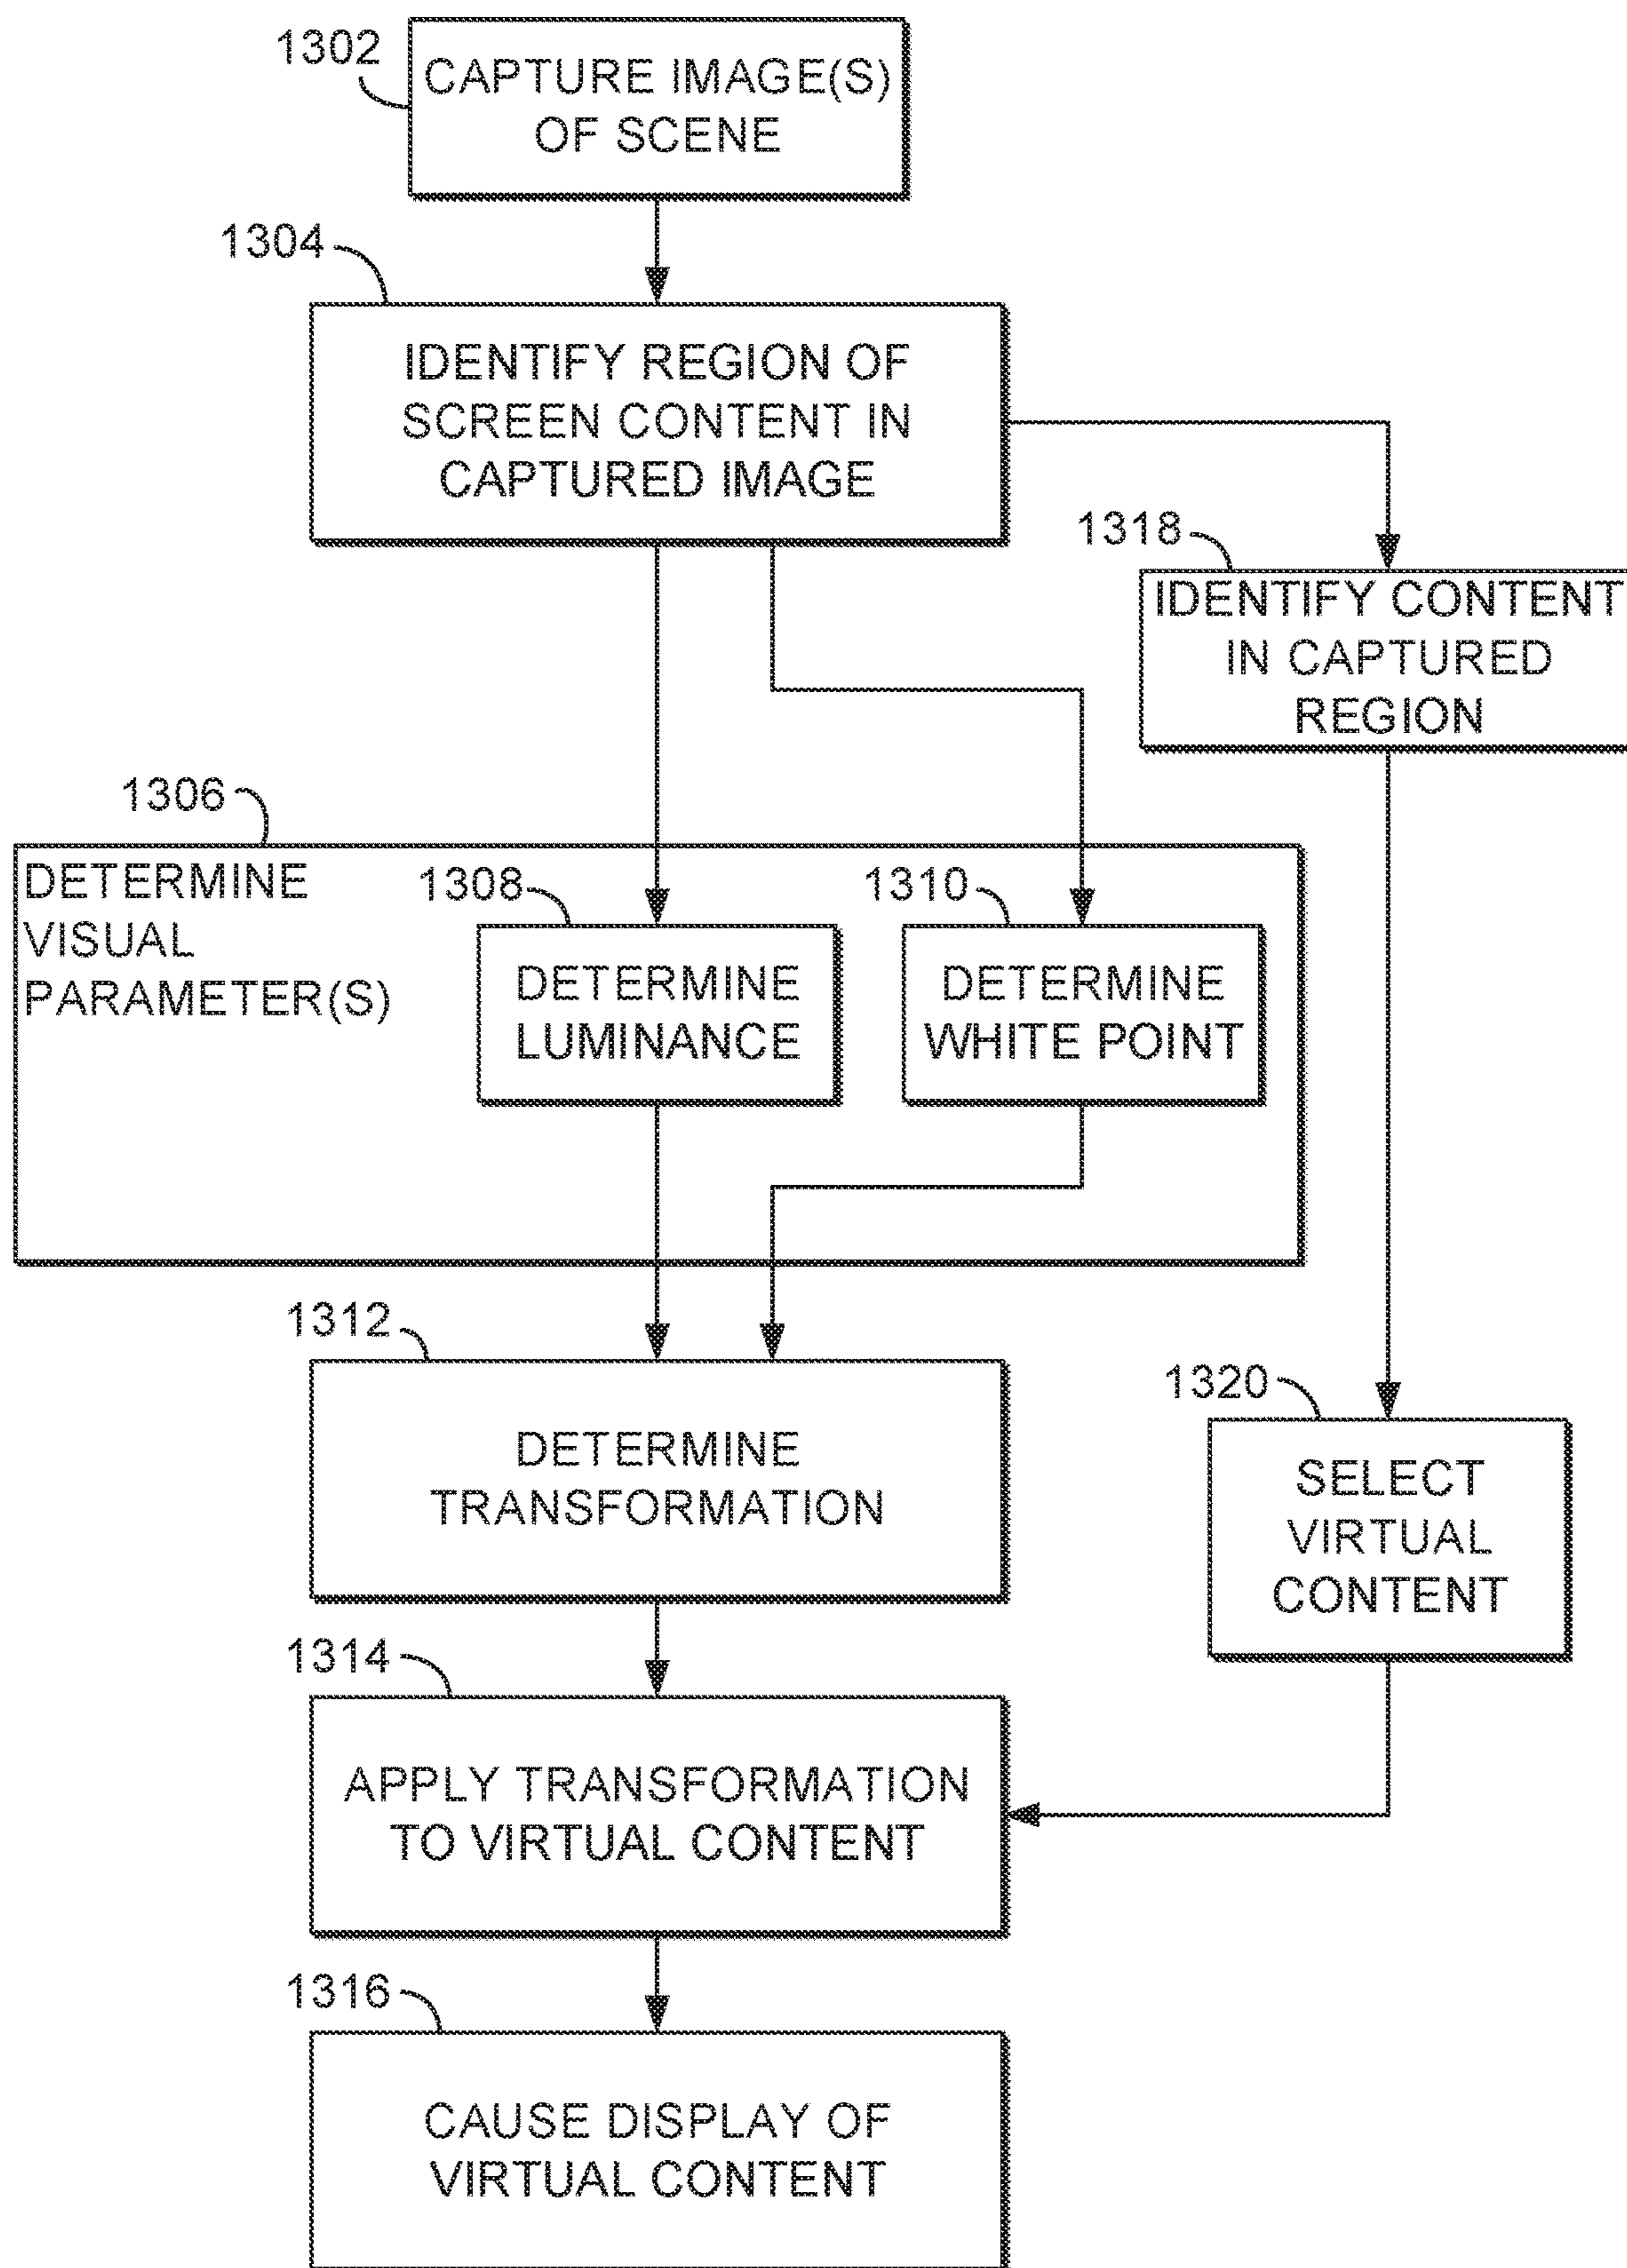 1302
CAPTURE IMAGE(S)
OF SCENE
1304
IDENTIFY REGION OF
SCREEN CONTENT IN
CAPTURED IMAGE
1318
IDENTIFY CONTENT
IN CAPTURED
REGION
1306
DETERMINE
VISUAL
PARAMETER(S)
1308
DETERMINE
LUMINANCE
1310
DETERMINE
WHITE POINT
1312
DETERMINE
TRANSFORMATION
1320
SELECT
VIRTUAL
CONTENT
1314
APPLY TRANSFORMATION
TO VIRTUAL CONTENT
1316
CAUSE DISPLAY OF
VIRTUAL CONTENT